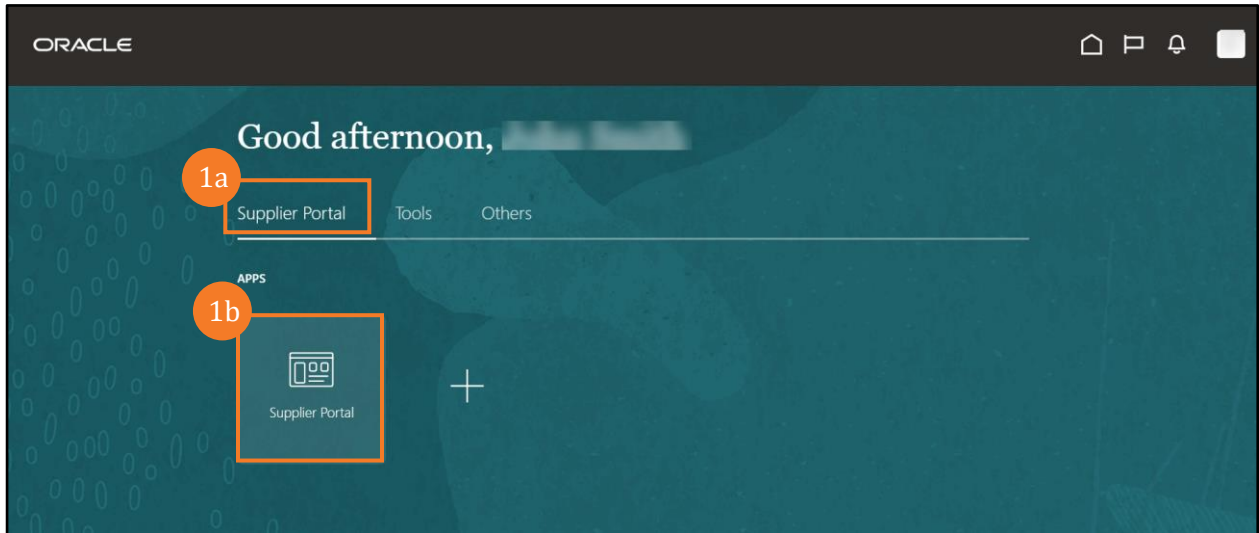 ORACLE
Good afternoon,
1a
Supplier Portal Tools Others
APPS
1b
Supplier Portal